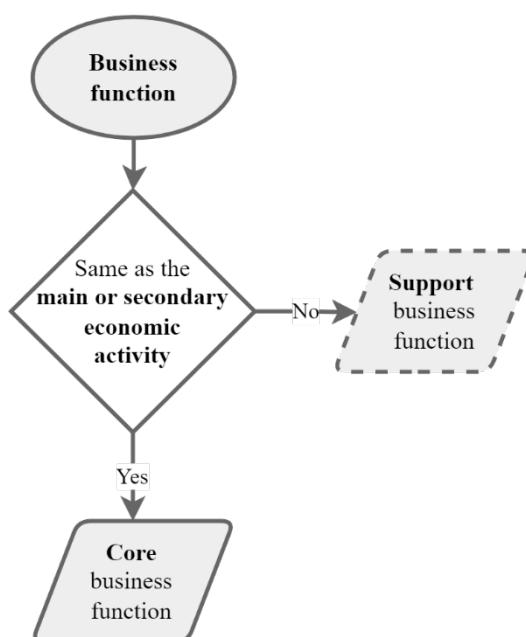 Business
function
Same as the
main or secondary
economic
activity
No
Support
business
function
Yes
Core
business
function